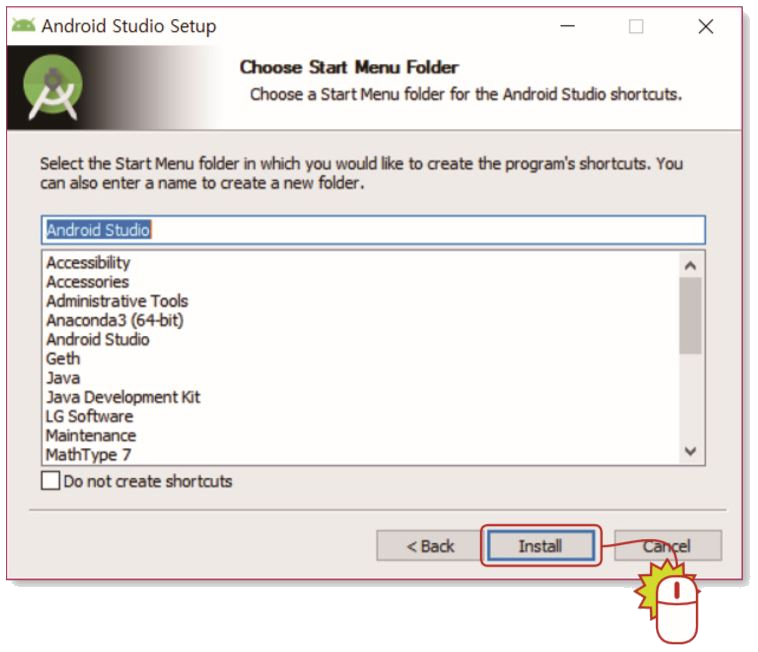 Android Studio Setup
Choose Start Menu Folder
Choose a Start Menu folder for the Android Studio shortcuts.
Select the Start Menu folder in which you would like to create the program's shortcuts. You
can also enter a name to create a new folder.
Android Studio
Accessibility
Accessories
Administrative Tools
Anaconda3 (64-bit)
Android Studio
Geth
Java
Java Development Kit
LG Software
Maintenance
MathType 7
Do not create shortcuts
< Back
Install
Cancel